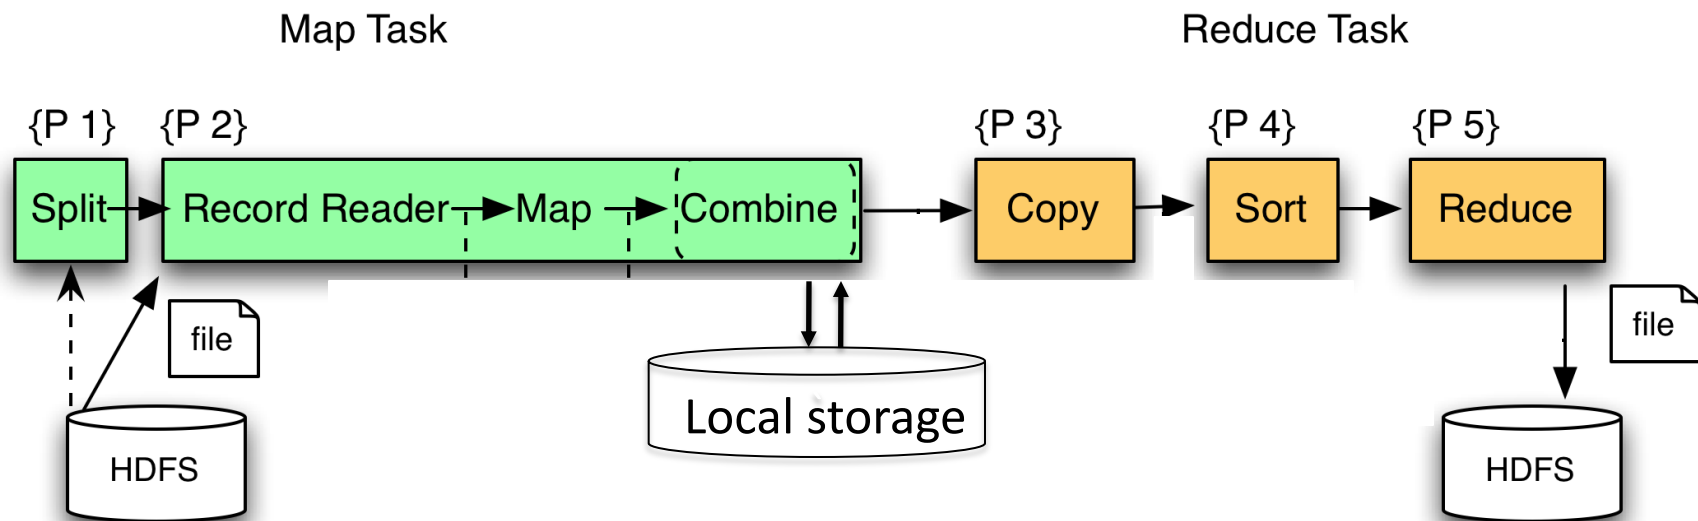 Map Task
Reduce Task
{P 1}
{P 2}
{P 3}
{P 4}
{P 5}
Split
Record Reader
Map
Combine
Copy
Sort
Reduce
file
file
HDFS
Local storage
HDFS